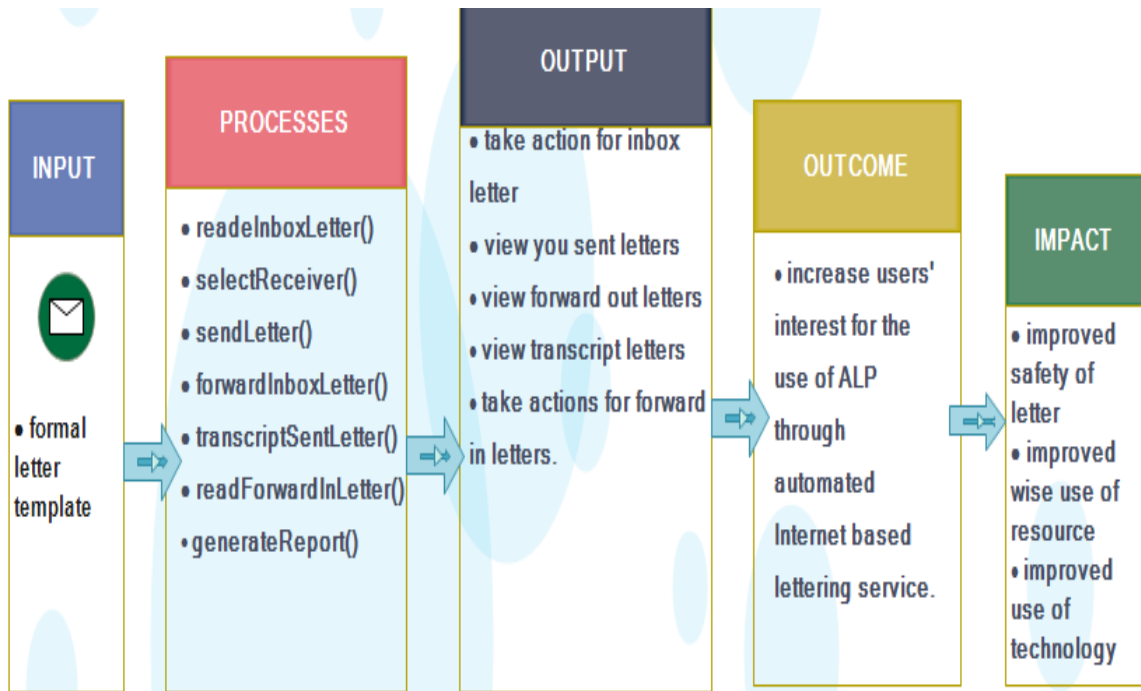 INPUT
• formal
letter
template
PROCESSES
• readeInboxLetter()
• selectReceiver()
• sendLetter()
• forwardInboxLetter()
• transcriptSentLetter()
• readForwardInLetter()
• generateReport()
OUTPUT
• take action for inbox
letter
• view you sent letters
• view forward out letters
• view transcript letters
• take actions for forward
in letters.
OUTCOME
• increase users'
interest for the
use of ALP
through
automated
Internet based
lettering service.
IMPACT
• improved
safety of
letter
• improved
wise use of
resource
• improved
use of
technology